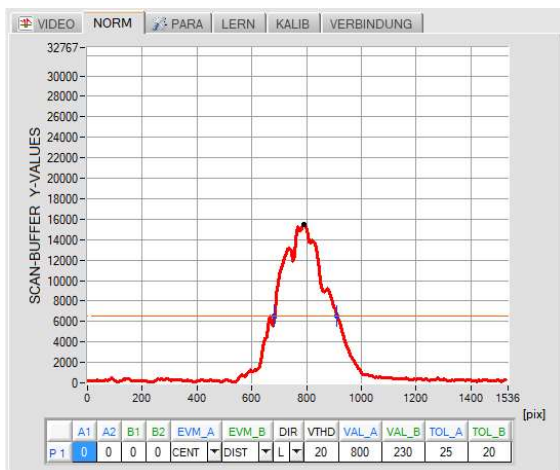 VIDEO NORM PARA LERN KALIB VERBINDUNG
32767
30000
28000
26000
24000
22000
20000
18000
16000
14000
12000
10000
8000
6000
4000
2000
0
SCAN-BUFFER Y-VALUES
0 200 400 600 800 1000 1200 1536
[pix]
A1 A2 B1 B2 EVM_A EVM_B DIR VTHD VAL_A VAL_B TOL_A TOL_B
P 1 0 0 0 0 CENT DIST L 20 800 230 25 20